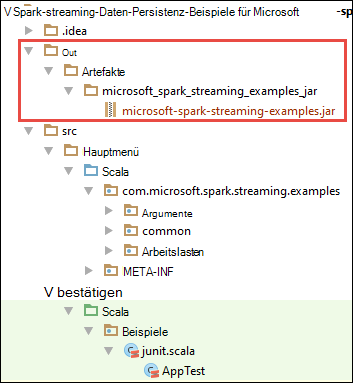 V Spark-streaming-Daten-Persistenz-Beispiele für Microsoft -sp
.idea
Out
Artefakte
microsoft_spark_streaming_examples_jar
microsoft-spark-streaming-examples.jar
src
Hauptmenü
Scala
com.microsoft.spark.streaming.examples
Argumente
common
Arbeitslasten
META-INF
V bestätigen
Scala
Beispiele
junit.scala
AppTest